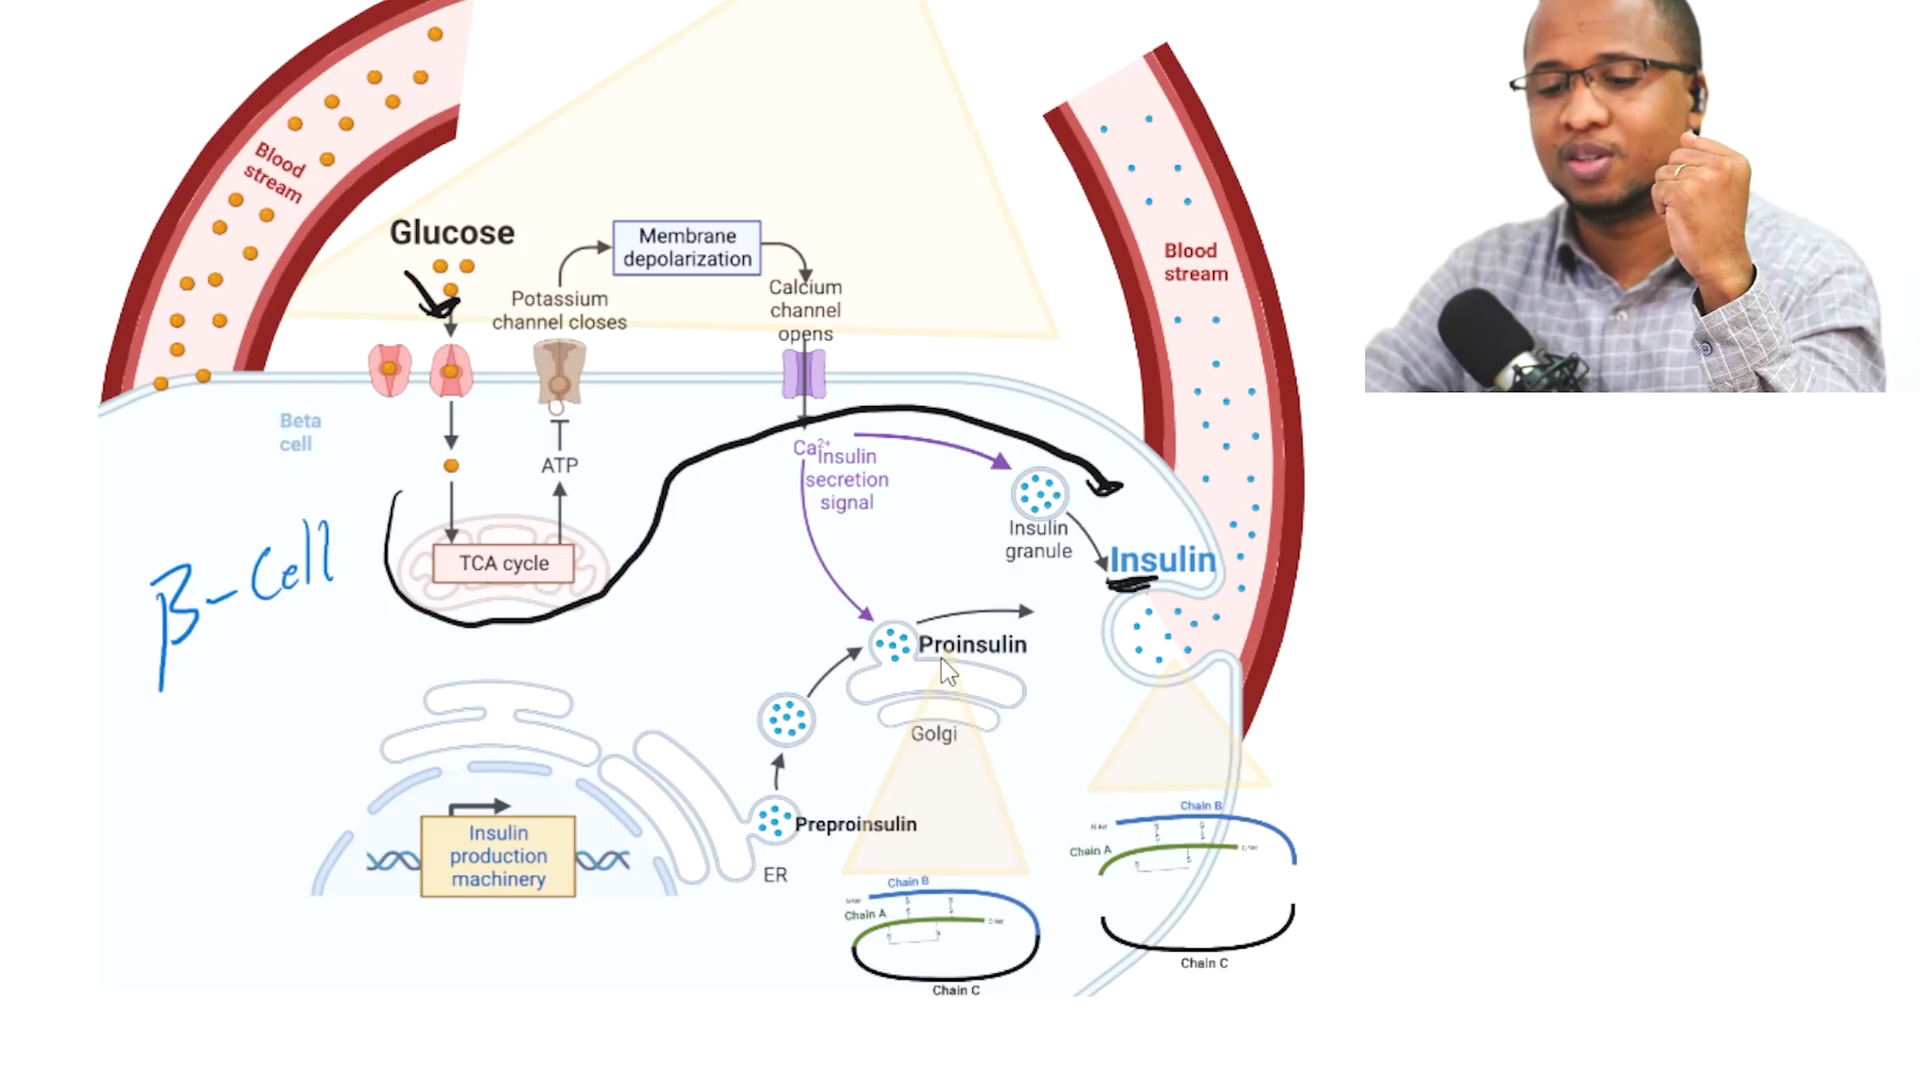 Blood
stream
Glucose
Membrane
depolarization
Potassium
channel closes
Calcium
channel
opens
Blood
stream
Beta
cell
ATP
Ca2+
Insulin
secretion
signal
Insulin
granule
Insulin
TCA cycle
β-Cell
Proinsulin
Golgi
Insulin
production
machinery
Preproinsulin
ER
Chain B
Chain A
Chain C
Chain B
Chain A
Chain C